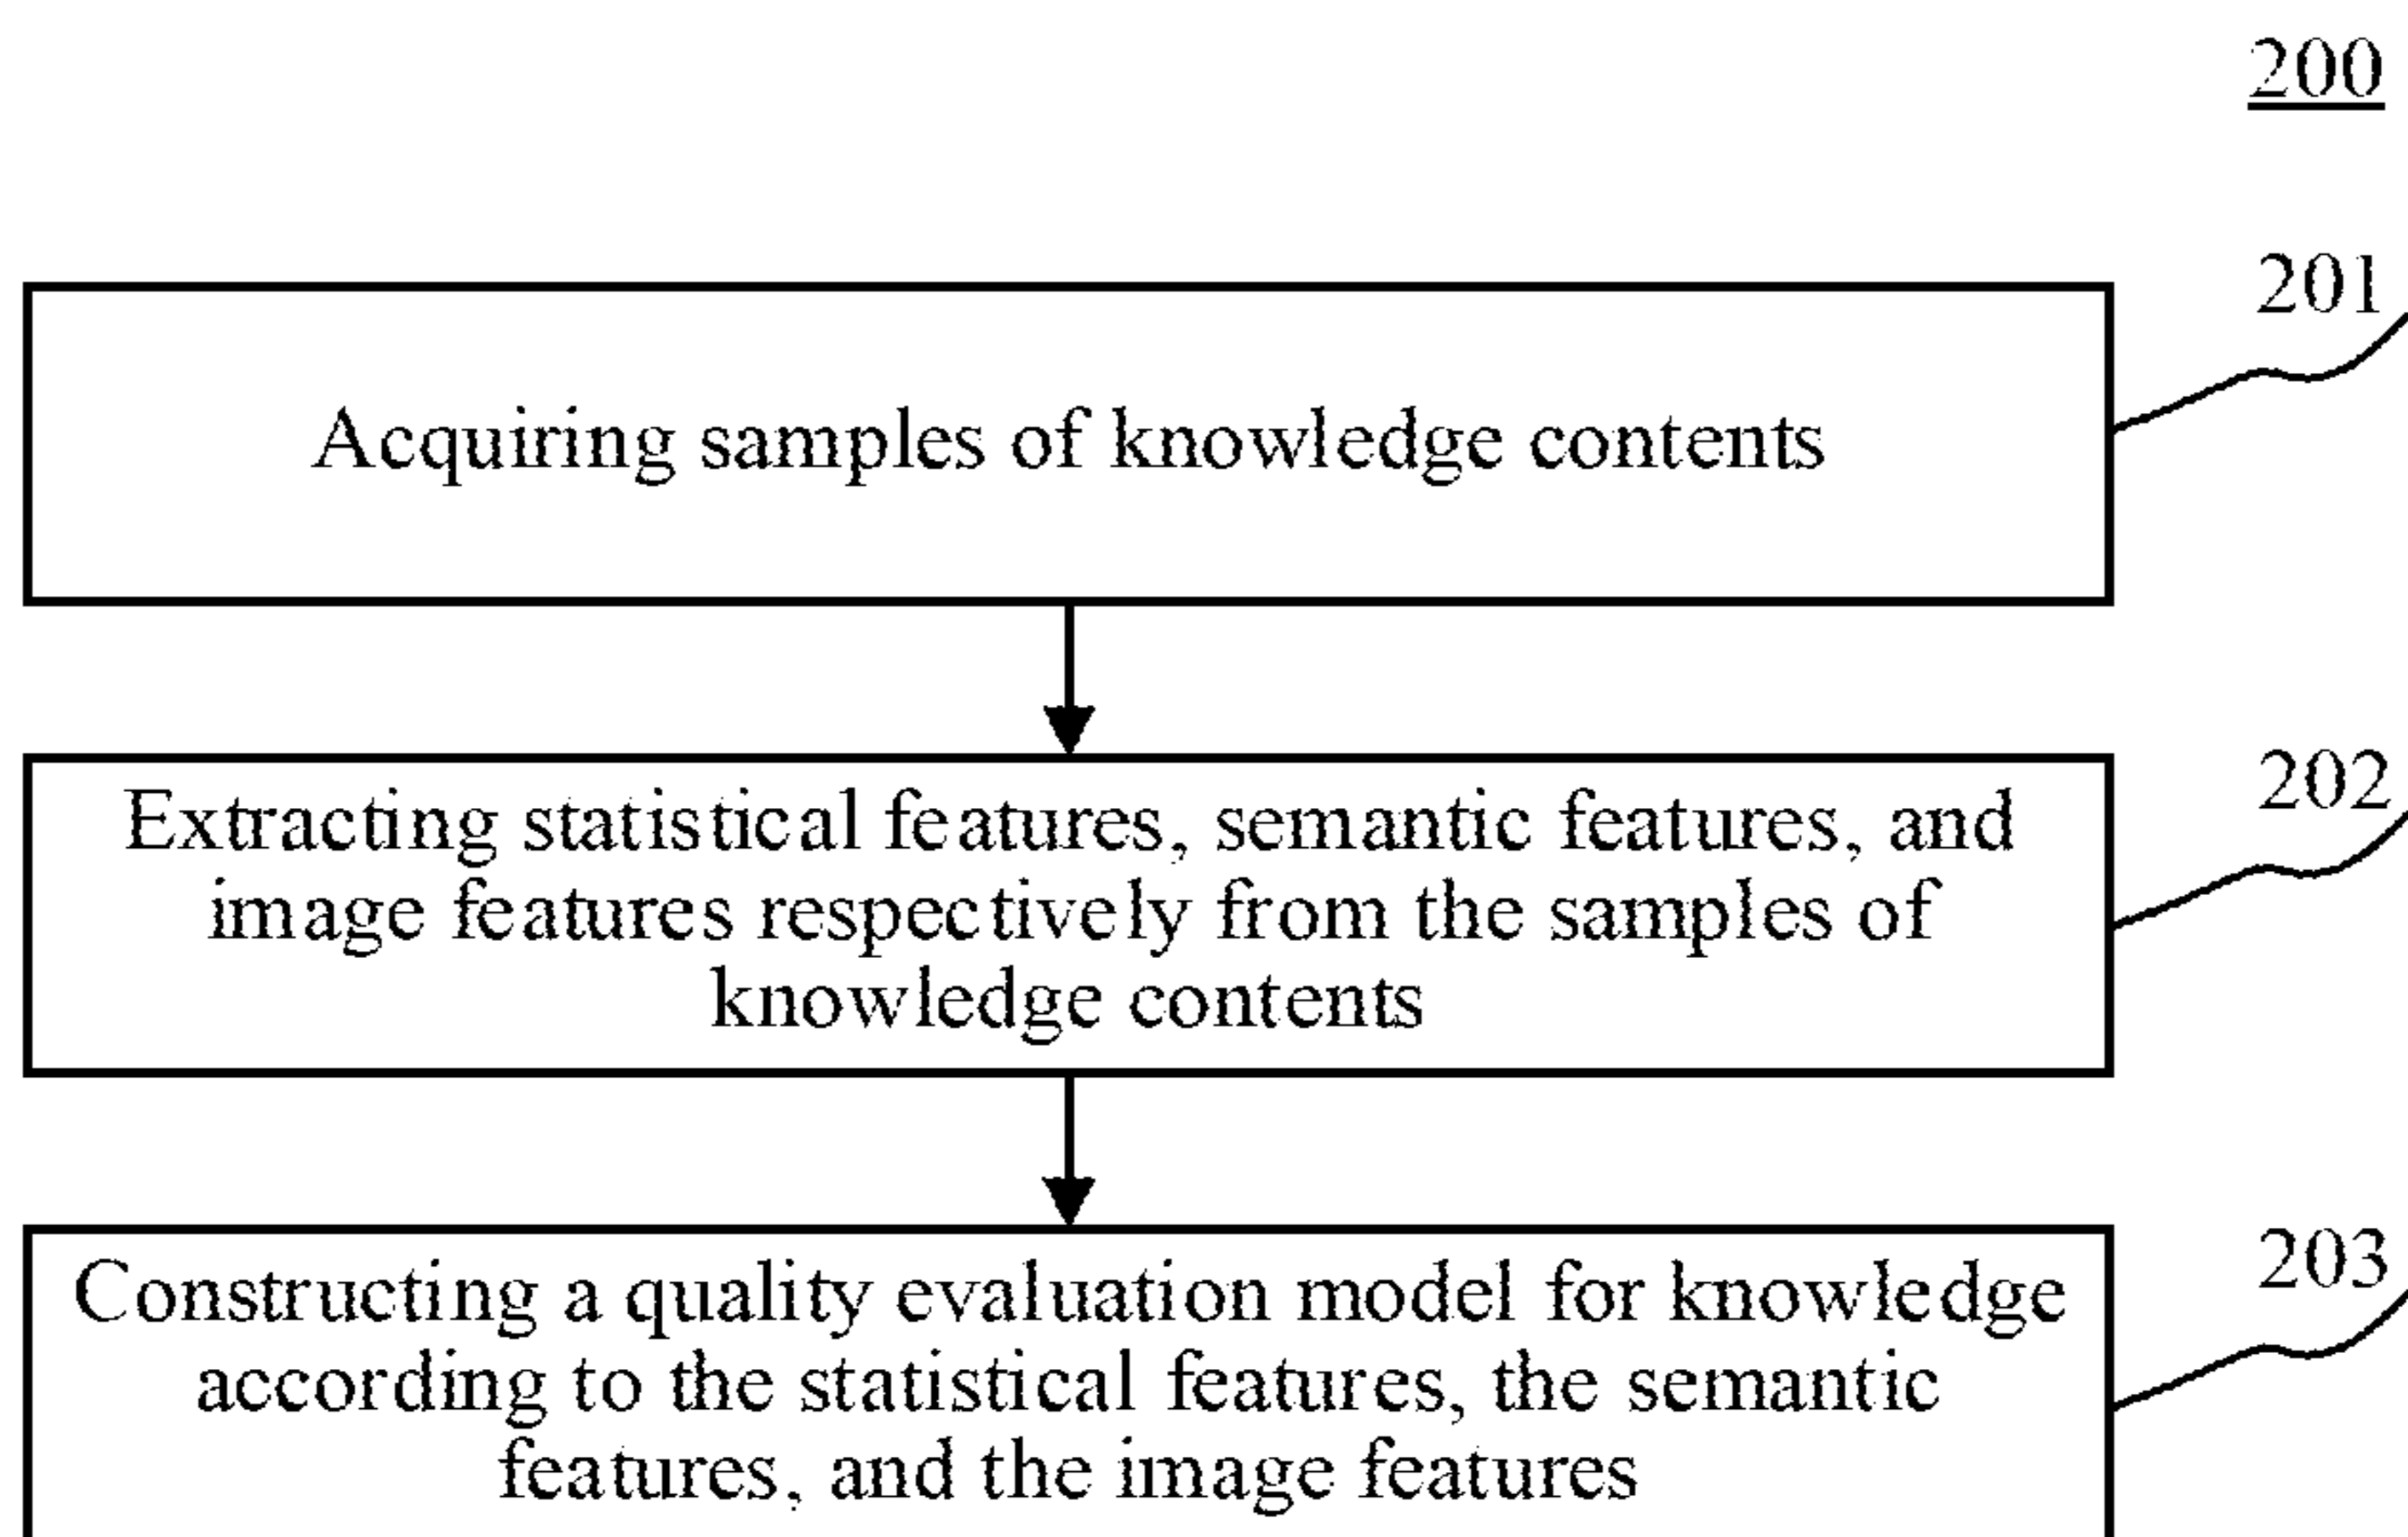 200
201
Acquiring samples of knowledge contents
202
Extracting statistical features, semantic features, and
image features respectively from the samples of
knowledge contents
203
Constructing a quality evaluation model for knowledge
according to the statistical features, the semantic
features, and the image features